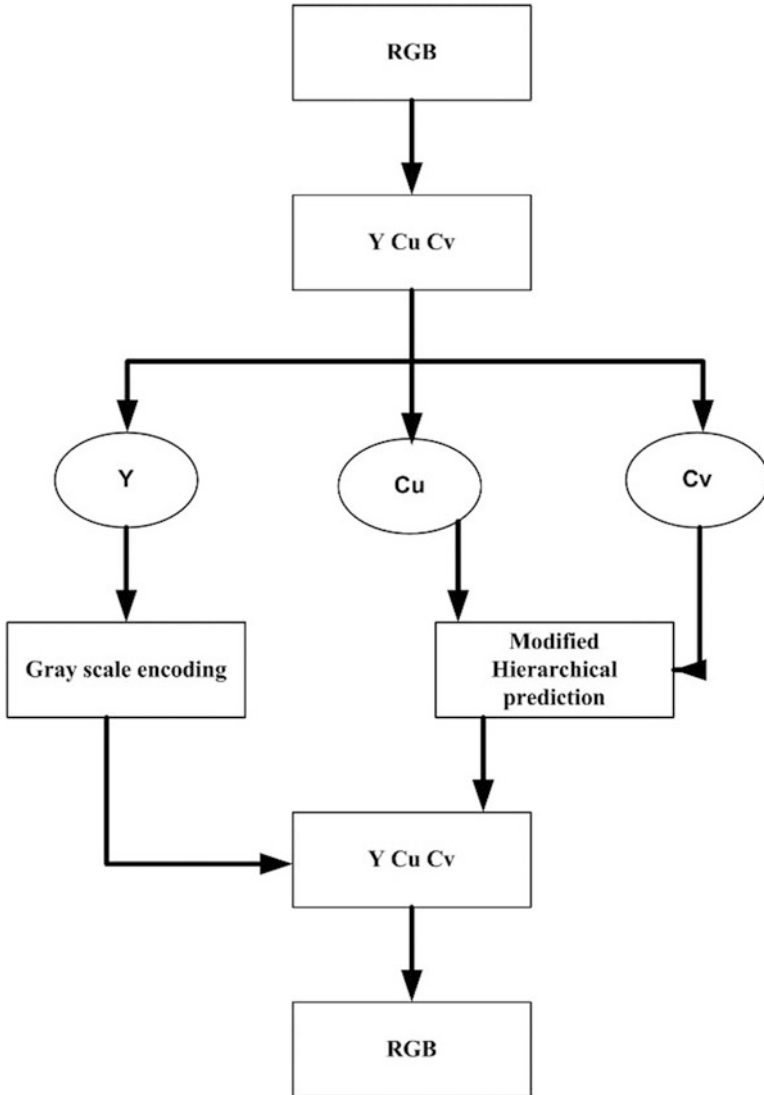 RGB
Y Cu Cv
Y
Cu
Cv
Gray scale encoding
Modified
Hierarchical
prediction
Y Cu Cv
RGB